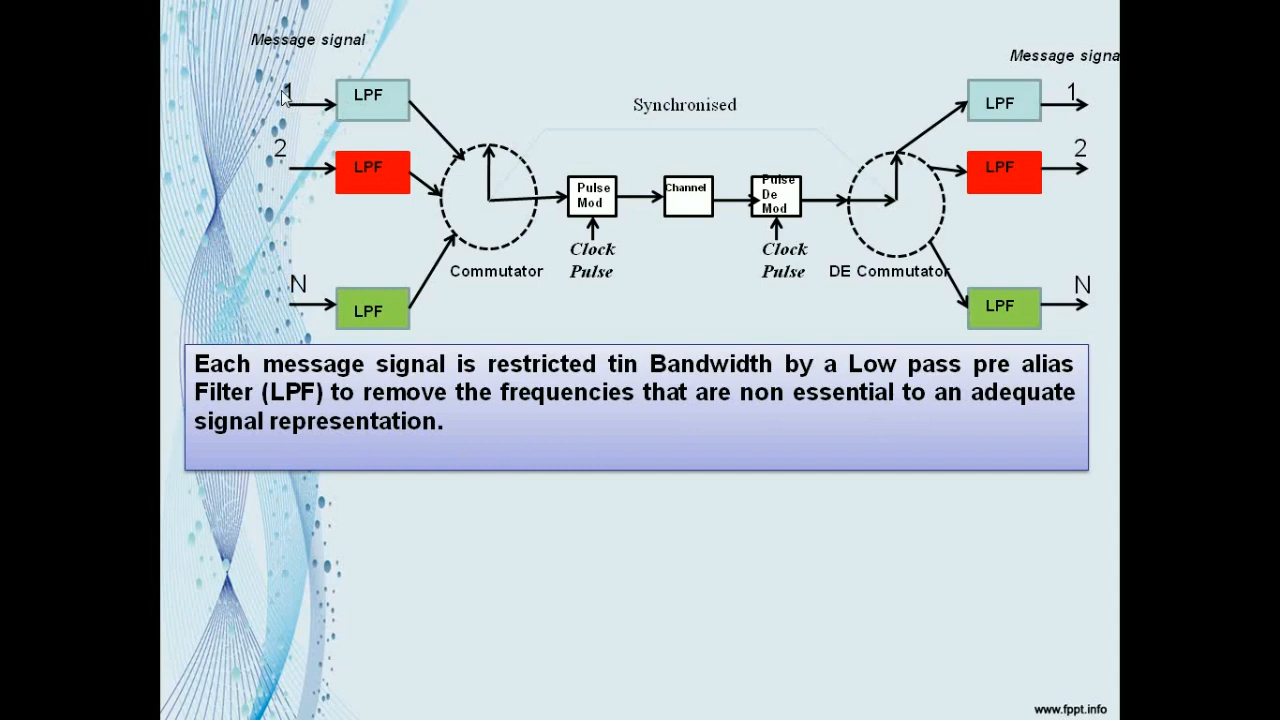 Message signal
Message signa
1
LPF
LPF
1
Synchronised
2
LPF
LPF
2
Pulse
Mod
Channel
Pulse
De
Mod
Clock
Pulse
Clock
Pulse
Commutator
DE Commutator
N
LPF
LPF
N
Each message signal is restricted tin Bandwidth by a Low pass pre alias
Filter (LPF) to remove the frequencies that are non essential to an adequate
signal representation.
www.fppt.info